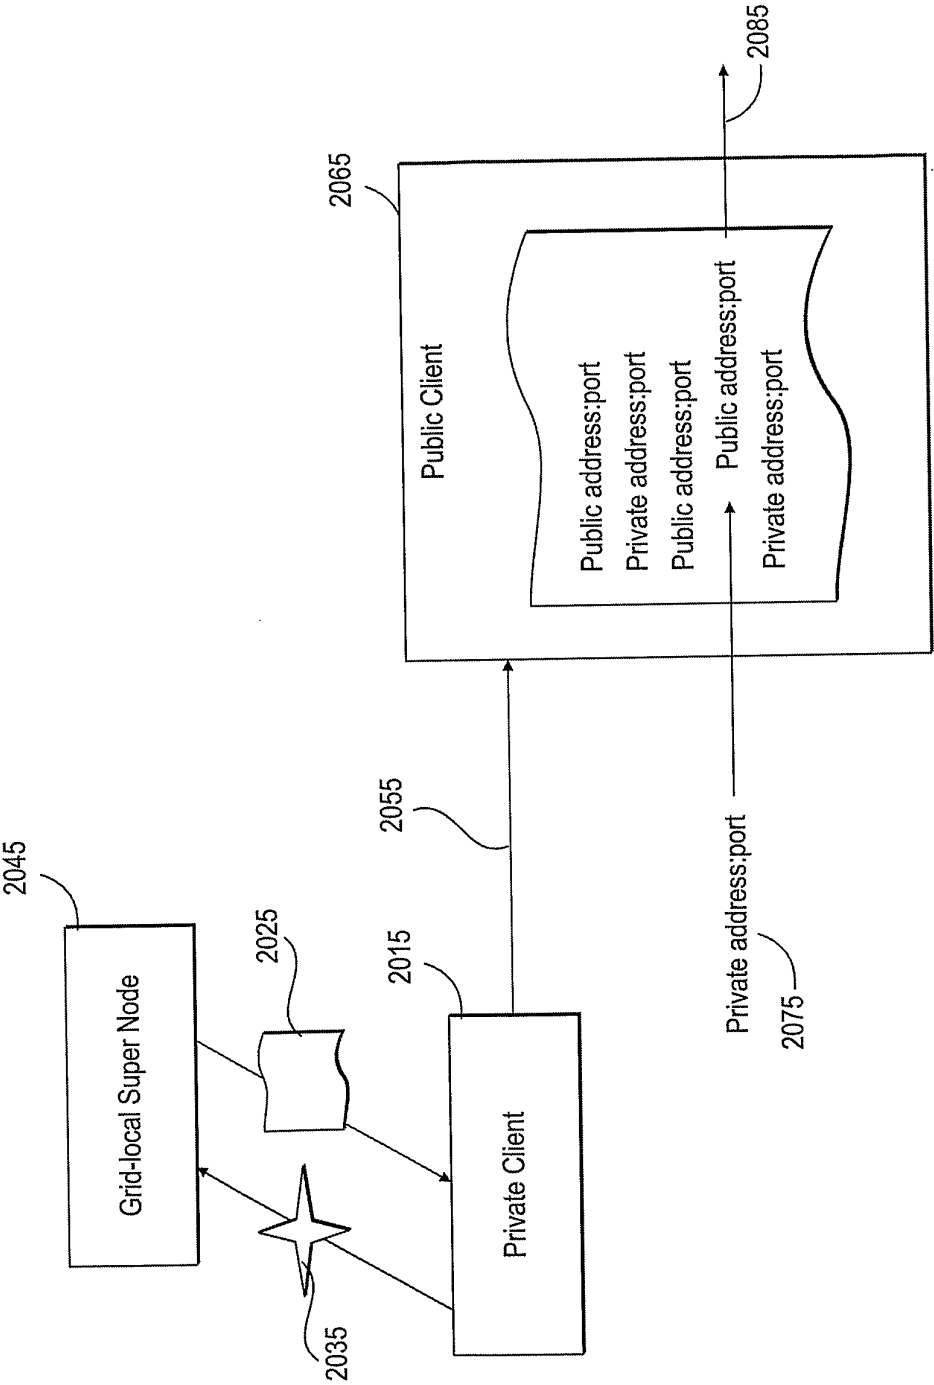 2045
Grid-local Super Node
2025
2035
2015
Private Client
2055
2065
Public Client
Public address:port
Private address:port
Public address:port
Public address:port
Private address:port
Private address:port
2075
2085